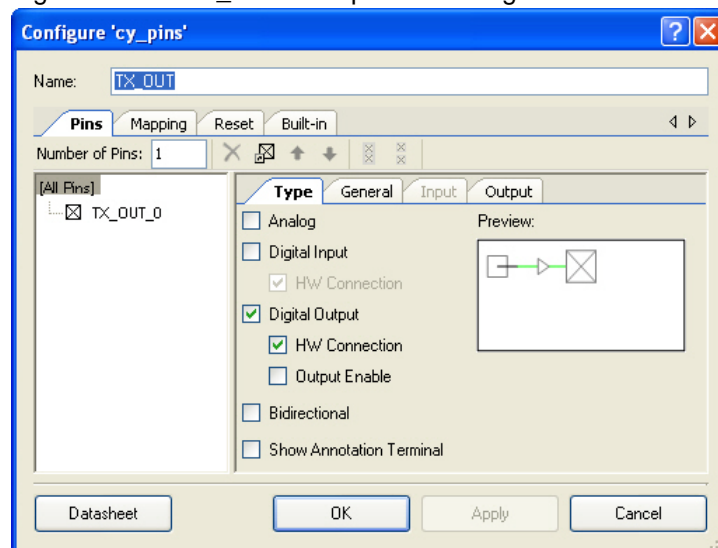 Configure 'cy_pins'
Name: TX_OUT
Pins Mapping Reset Built-in
Number of Pins: 1
[All Pins]
TX_OUT_0
Type General Input Output
Analog
Digital Input
HW Connection
Digital Output
HW Connection
Output Enable
Bidirectional
Show Annotation Terminal
Preview:
Datasheet OK Apply Cancel